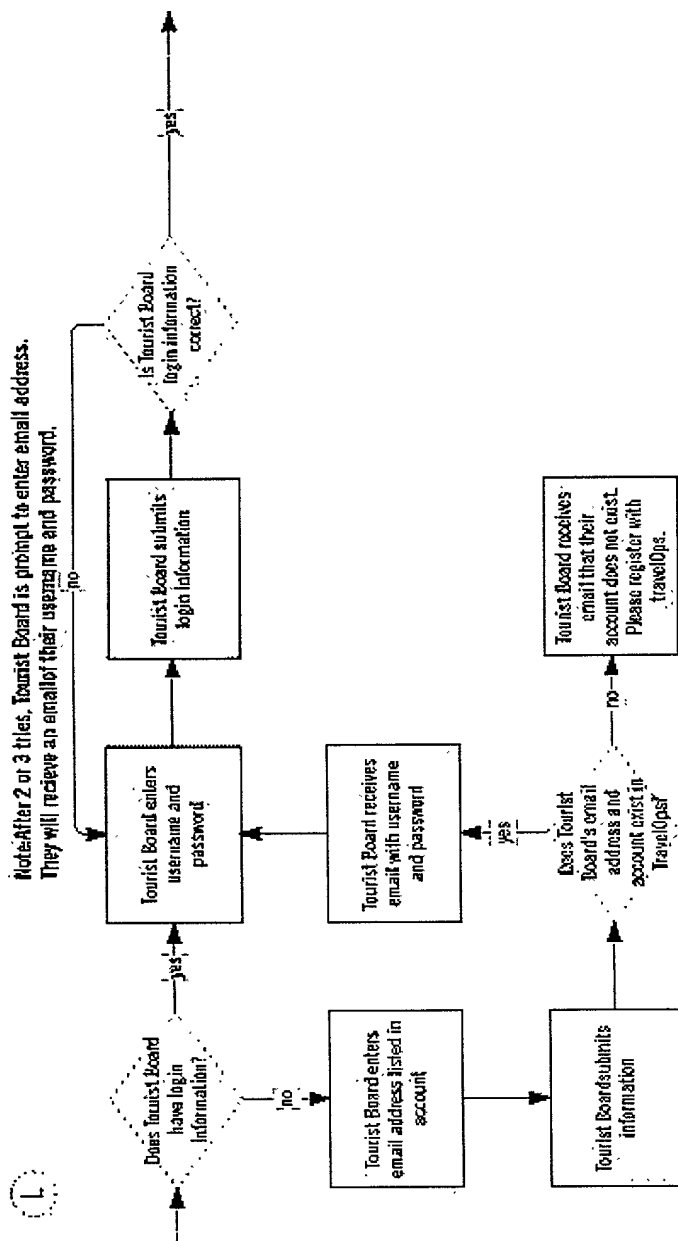 L
Note:After 2 or 3 tries, Tourist Board is prompt to enter email address.
They will recieve an emailof their username and password.
no
Does Tourist Board
have login
Information?
yes
Tourist Board enters
username and
password
Tourist Board submits
login information
Is Tourist Board
login information
correct?
yes
no
Tourist Board enters
email address listed in
account
Tourist Board receives
email with username
and password
yes
Tourist Boardsubmits
information
Does Tourist
Board's email
address and
account exist in
TravelOps?
no
Tourist Board receives
email that their
account does not exist.
Please register with
travelOps.